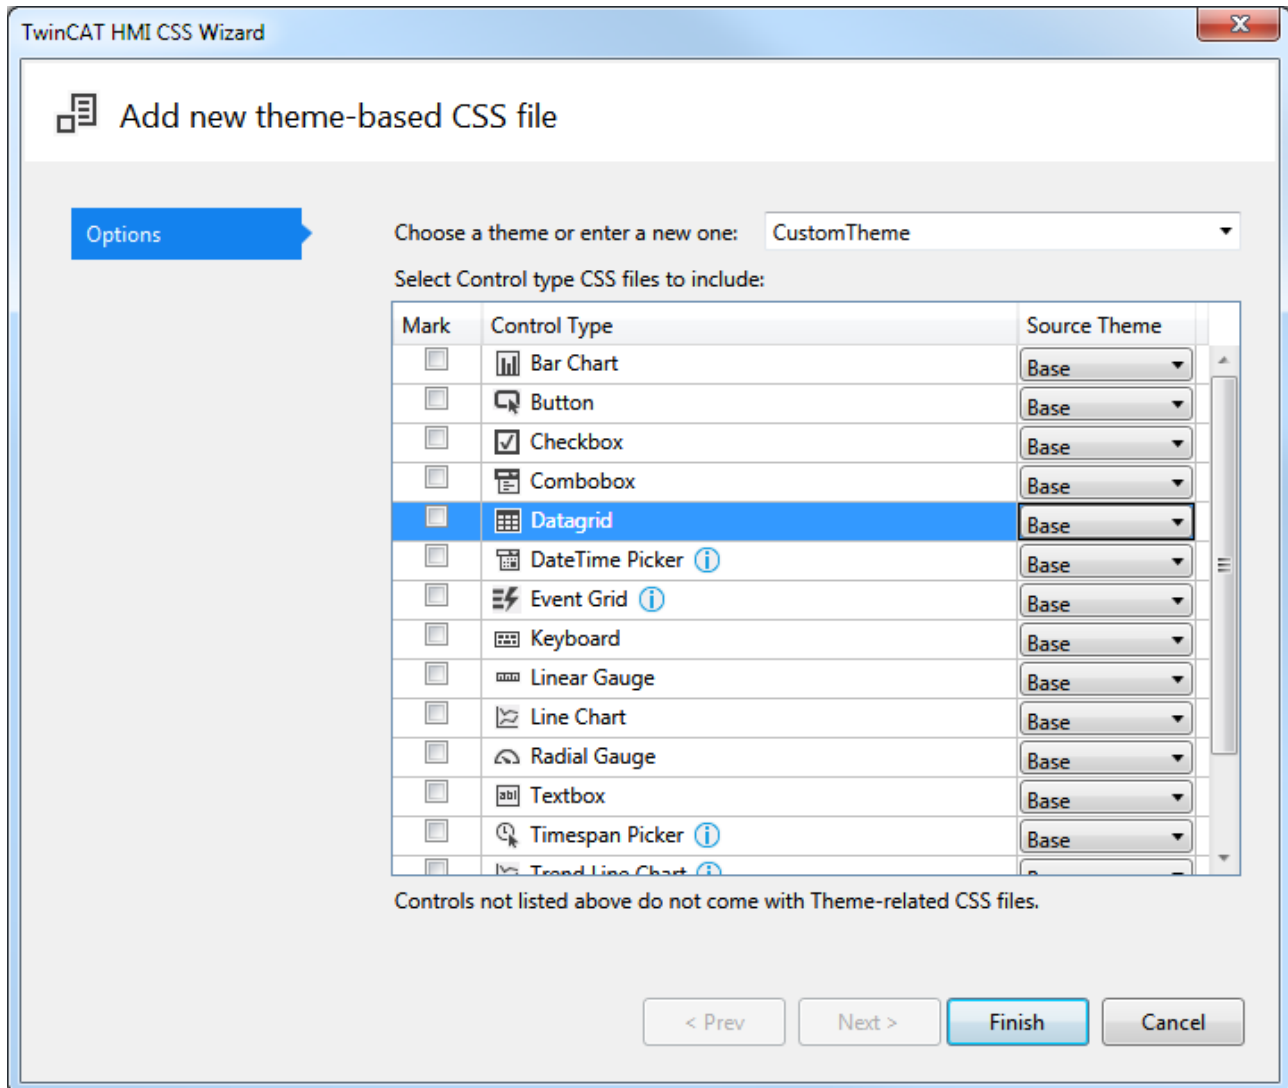 TwinCAT HMI CSS Wizard
Add new theme-based CSS file
Options
Choose a theme or enter a new one: CustomTheme
Select Control type CSS files to include:
Mark Control Type Source Theme
Bar Chart Base
Button Base
Checkbox Base
Combobox Base
Datagrid Base
DateTime Picker Base
Event Grid Base
Keyboard Base
Linear Gauge Base
Line Chart Base
Radial Gauge Base
abl Textbox Base
Timespan Picker Base
Trend Line Chart
Controls not listed above do not come with Theme-related CSS files.
< Prev Next > Finish Cancel